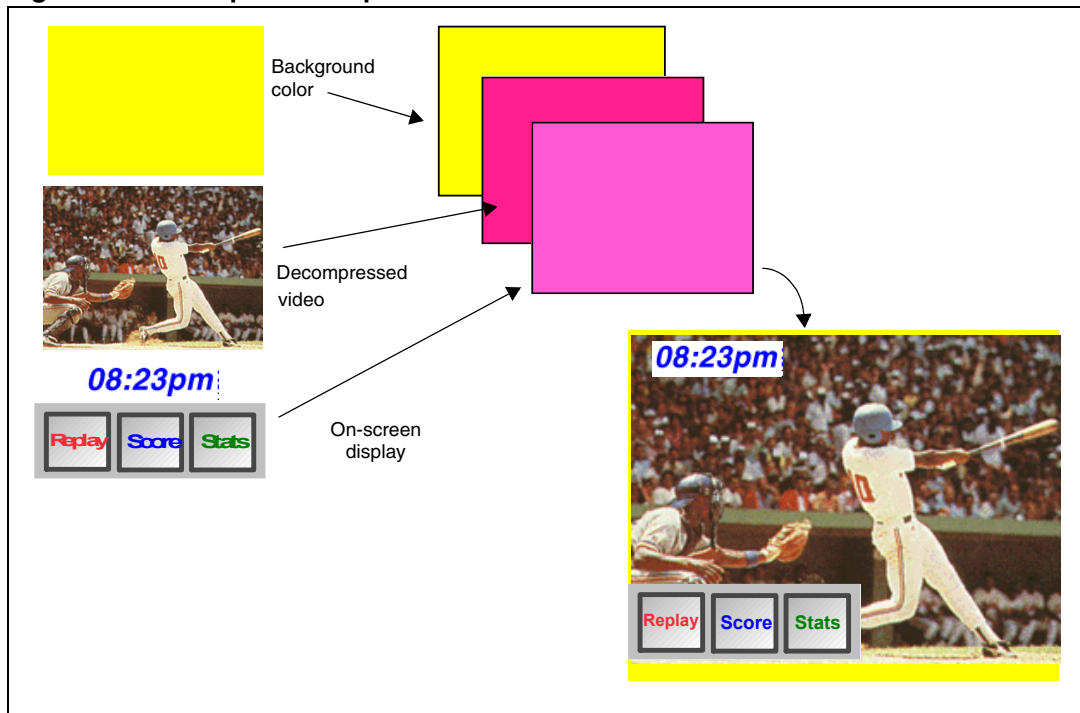 Background
color
Decompressed
video
08:23pm
Replay Score Stats
On-screen
display
08:23pm
Replay Score Stats